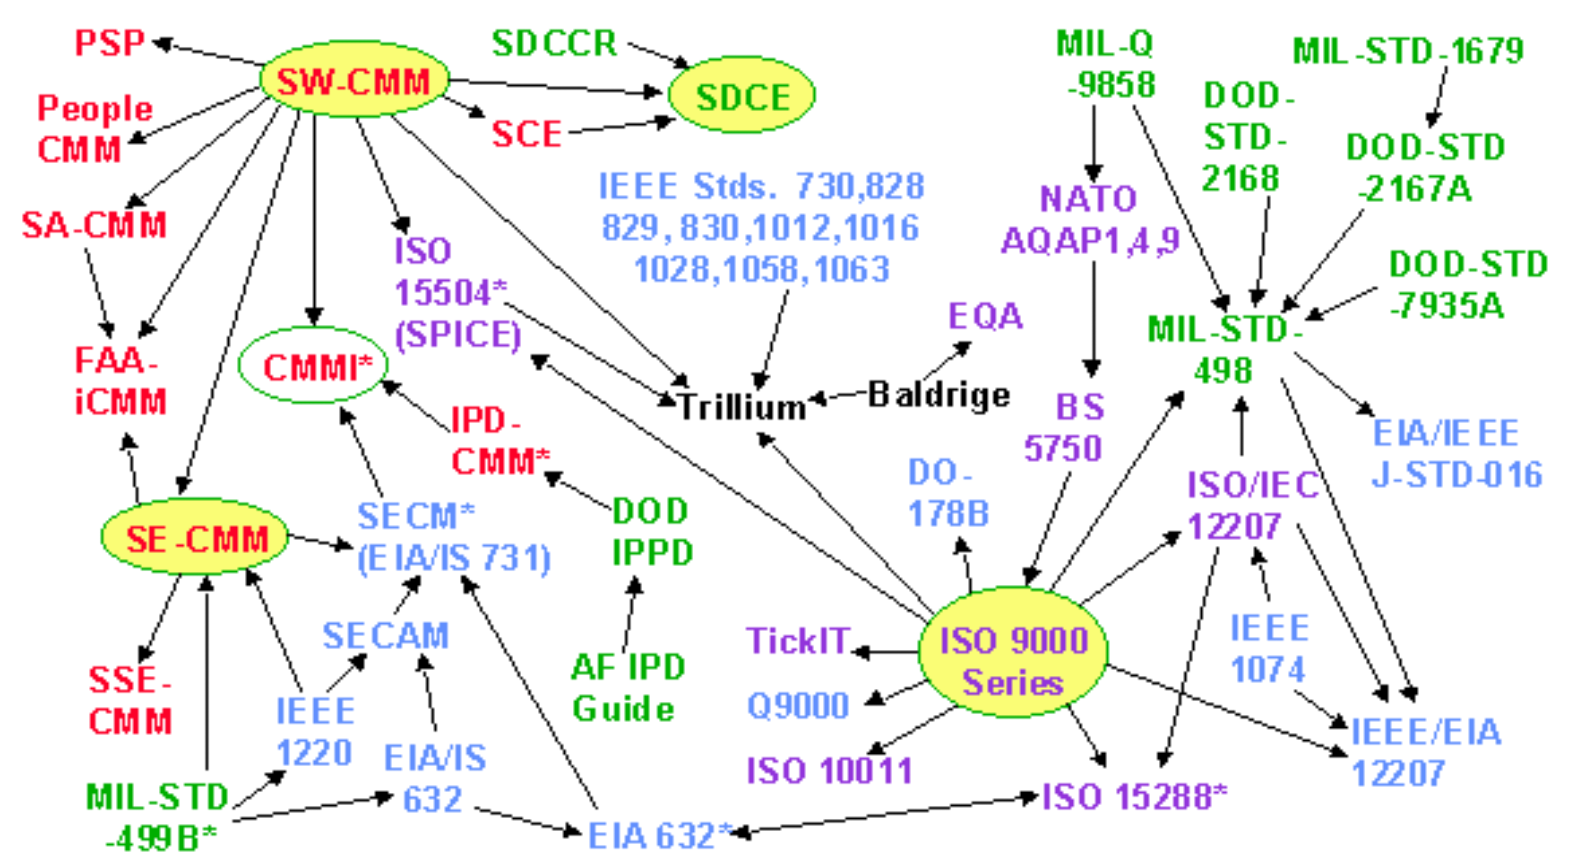 PSP
SW-CMM
SDCCR
SDCE
SCE
People
CMM
SA-CMM
FAA-
iCMM
ISO
15504*
(SPICE)
CMMI*
IPD-
CMM*
IEEE Stds. 730,828
829, 830,1012,1016
1028,1058,1063
EQA
Trillium
Baldrige
MIL-Q
-9858
MIL-STD-1679
DOD-
STD-
2168
DOD-STD
-2167A
NATO
AQAP1,4,9
DOD-STD
-7935A
MIL-STD-
498
BS
5750
EIA/IEEE
J-STD-016
DO-
178B
ISO/IEC
12207
SE-CMM
SECM*
(EIA/IS 731)
DOD
IPPD
SECAM
SSE-
CMM
IEEE
1220
EIA/IS
632
AF IPD
Guide
MIL-STD
-499B*
EIA 632*
TickIT
ISO 9000
Series
Q9000
ISO 10011
ISO 15288*
IEEE
1074
IEEE/EIA
12207